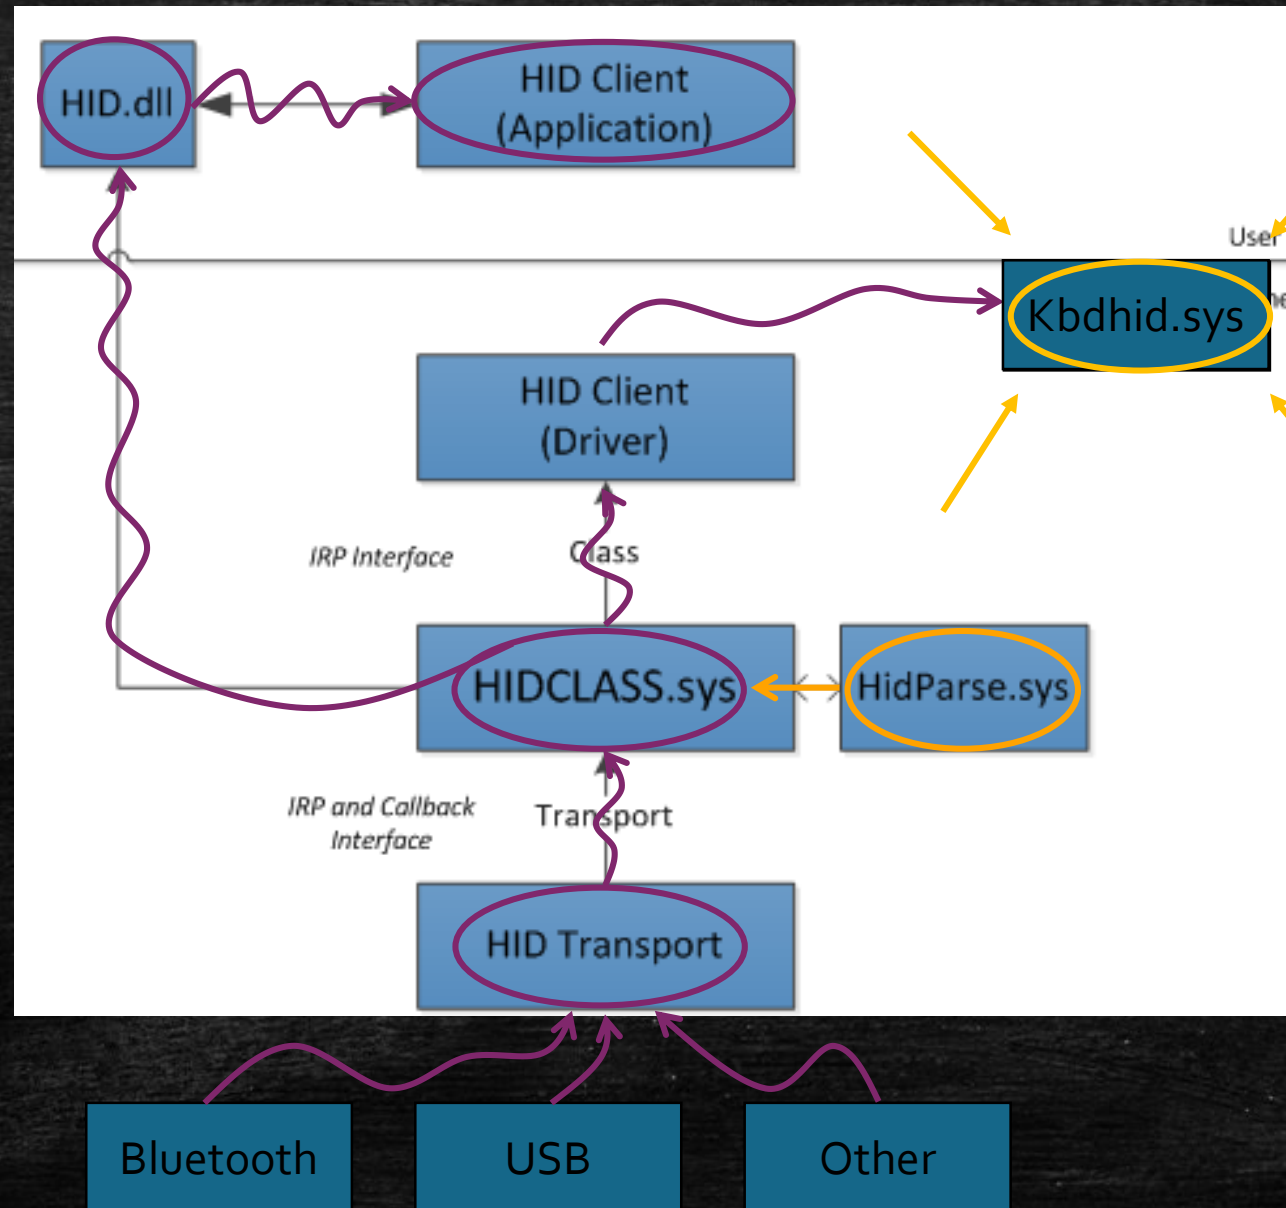 HID.dll
HID Client
(Application)
User
Kbdhid.sys
HID Client
(Driver)
IRP Interface
Class
HIDCLASS.sys
HidParse.sys
IRP and Callback
Interface
Transport
HID Transport
Bluetooth
USB
Other